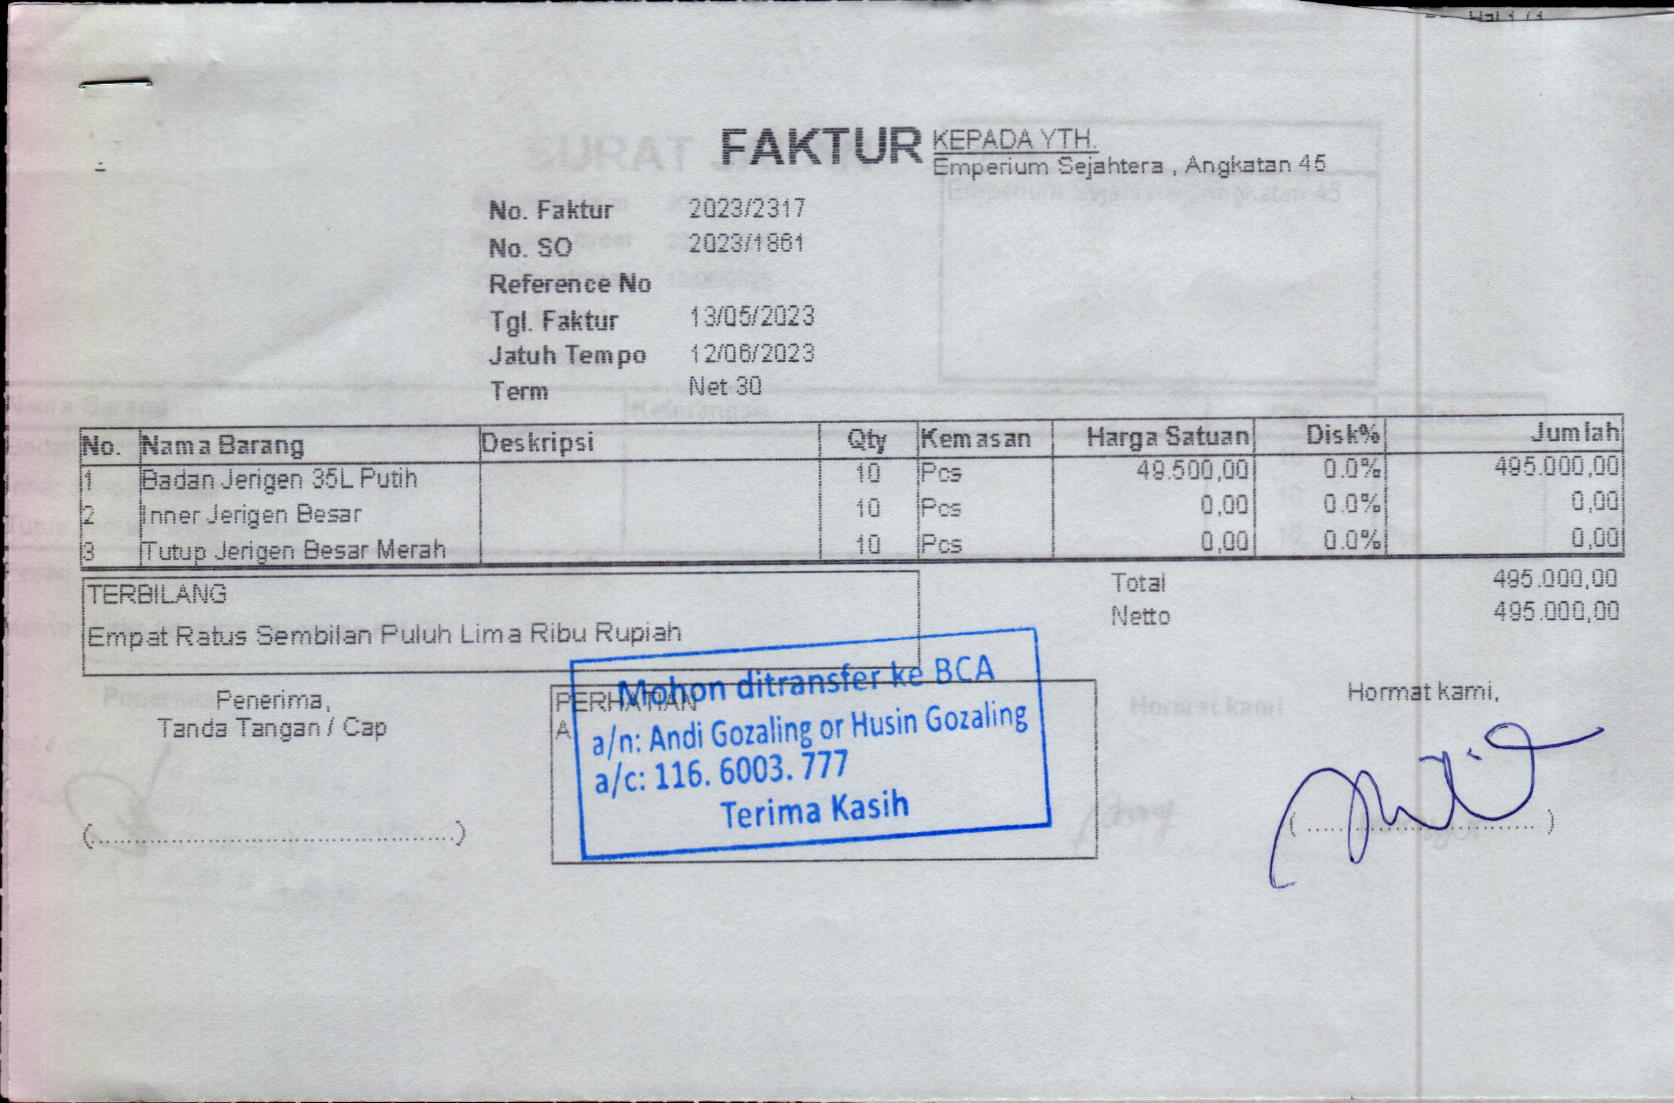 FAKTUR
KEPADA YTH.
Emperium Sejahtera , Angkatan 45
No. Faktur 2023/2317
No. SO 2023/1861
Reference No
Tgl. Faktur 13/05/2023
Jatuh Tempo 12/06/2023
Term Net 30
No. Nama Barang Deskripsi Qty Kemasan Harga Satuan Disk% Jumlah
1 Badan Jerigen 35L Putih 10 Pcs 49.500,00 0.0% 495.000,00
2 Inner Jerigen Besar 10 Pcs 0,00 0.0% 0,00
3 Tutup Jerigen Besar Merah 10 Pcs 0,00 0.0% 0,00
TERBILANG
Empat Ratus Sembilan Puluh Lima Ribu Rupiah
Total 495.000,00
Netto 495.000,00
Penerima,
Tanda Tangan / Cap
(...............................................)
PERHATIAN
A
Mohon ditransfer ke BCA
a/n: Andi Gozaling or Husin Gozaling
a/c: 116. 6003. 777
Terima Kasih
Hormat kami,
( ................................ )